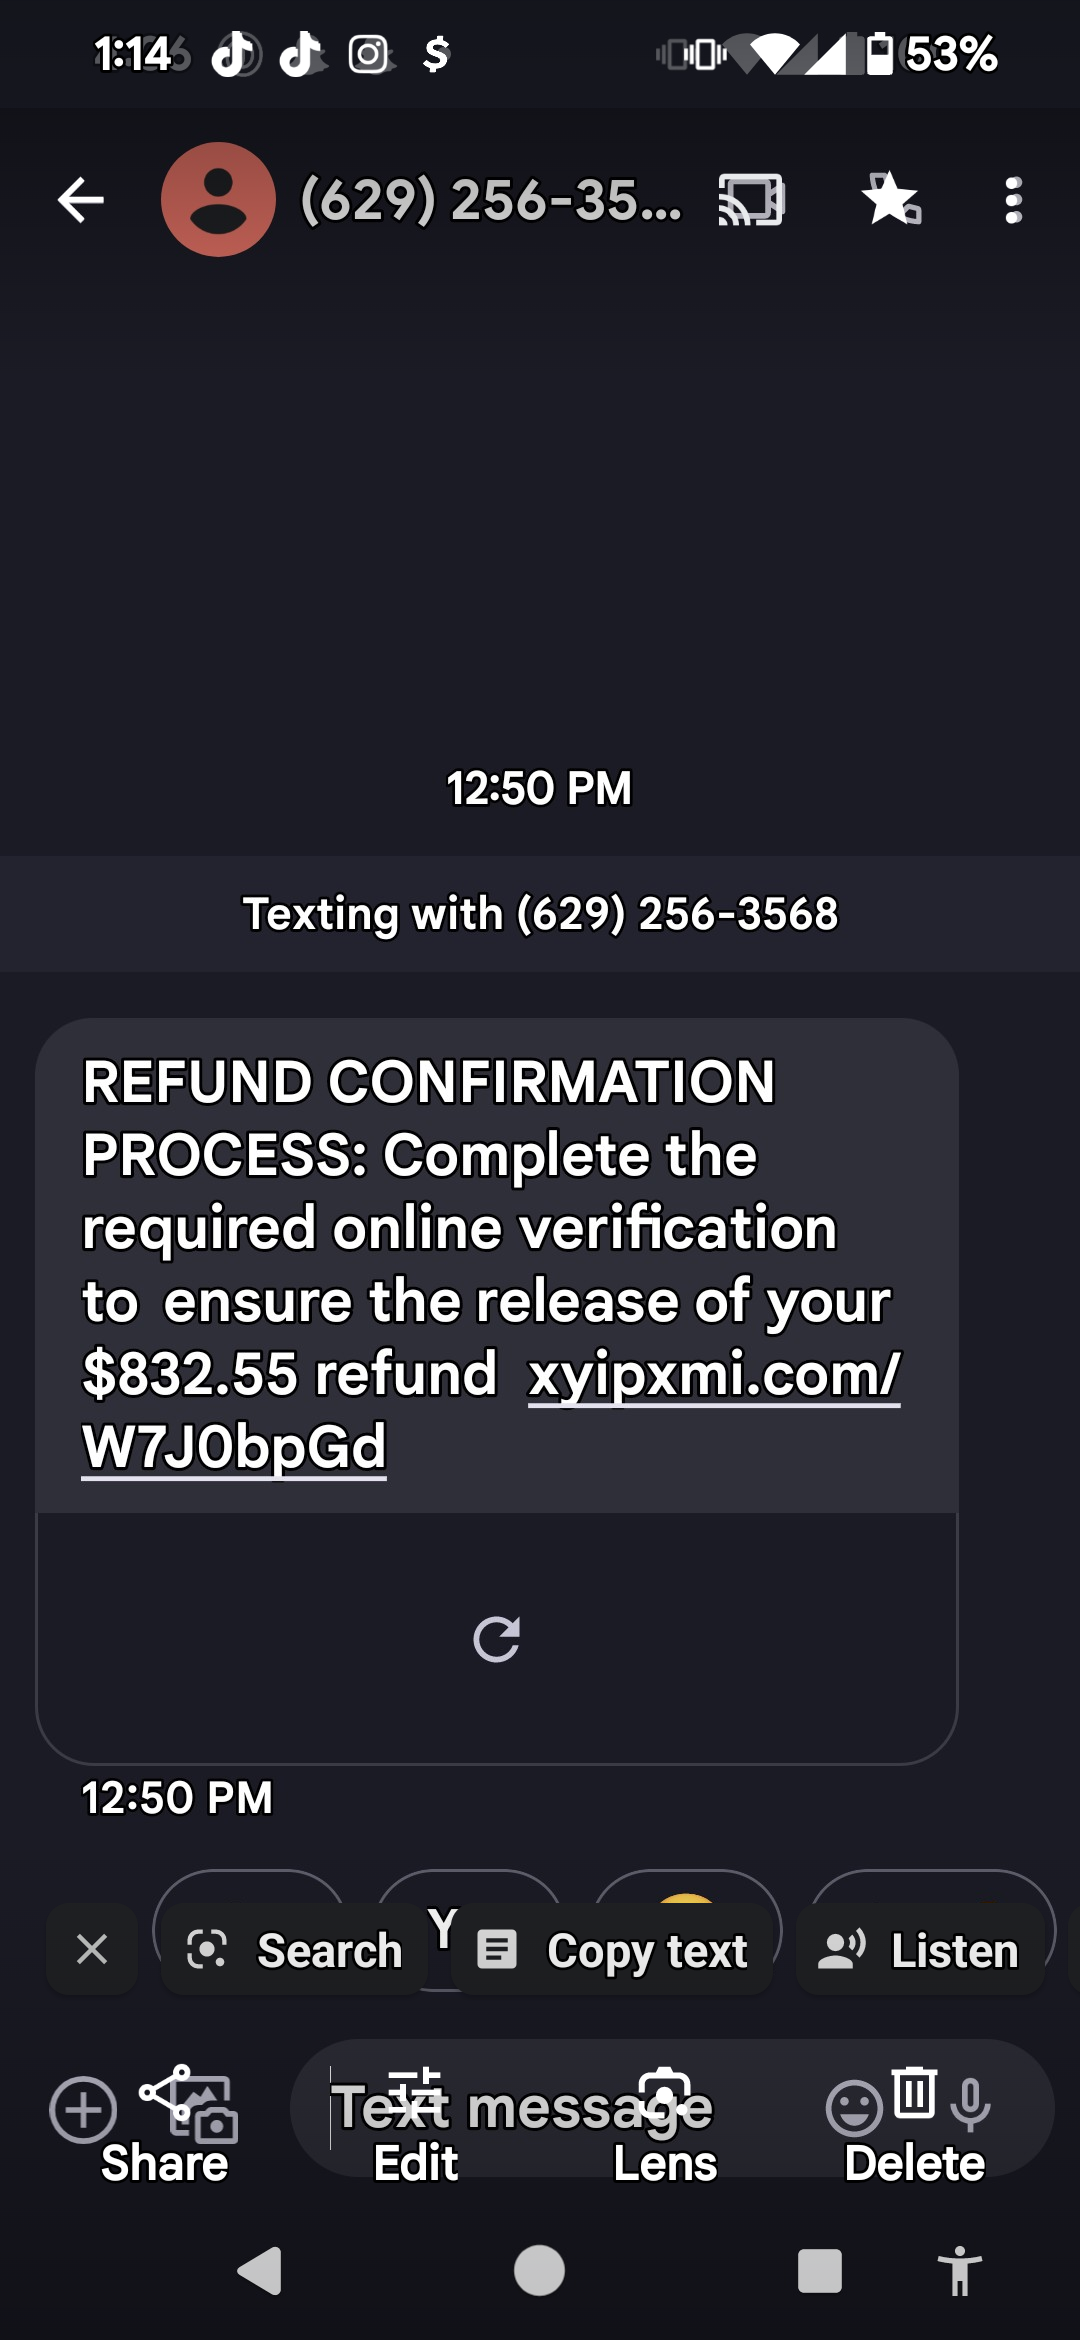 1:14 53%
(629) 256-35...
12:50 PM
Texting with (629) 256-3568
REFUND CONFIRMATION
PROCESS: Complete the
required online verification
to ensure the release of your
$832.55 refund xyipxmi.com/
W7J0bpGd
12:50 PM
Y
Search Copy text Listen
Text message
Share Edit Lens Delete